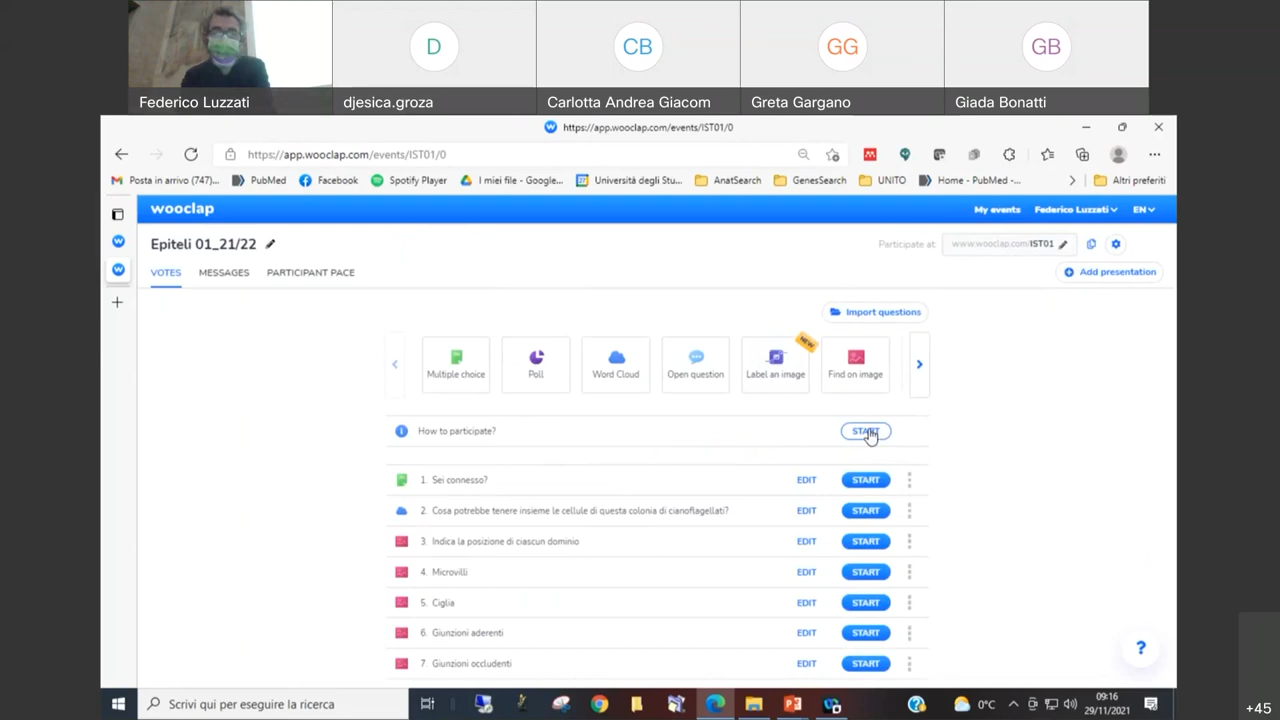 D
CB
GG
GB
Federico Luzzati
djesica.groza
Carlotta Andrea Giacom
Greta Gargano
Giada Bonatti
https://app.wooclap.com/events/IST01/0
https://app.wooclap.com/events/IST01/0
Posta in arrivo (747)...
PubMed
Facebook
Spotify Player
I miei file - Google...
Università degli Stu...
AnatSearch
GenesSearch
UNITO
Home - PubMed -...
Altri preferiti
wooclap
My events
Federico Luzzati
EN
Epiteli 01_21/22
Participate at:
www.wooclap.com/IST01
VOTES
MESSAGES
PARTICIPANT PACE
Add presentation
Import questions
NEW
Multiple choice
Poll
Word Cloud
Open question
Label an image
Find on image
How to participate?
START
1. Sei connesso?
EDIT
START
2. Cosa potrebbe tenere insieme le cellule di questa colonia di cianoflagellati?
EDIT
START
3. Indica la posizione di ciascun dominio
EDIT
START
4. Microvilli
EDIT
START
5. Ciglia
EDIT
START
6. Giunzioni aderenti
EDIT
START
7. Giunzioni occludenti
EDIT
START
?
Scrivi qui per eseguire la ricerca
0°C
09:16
29/11/2021
+45